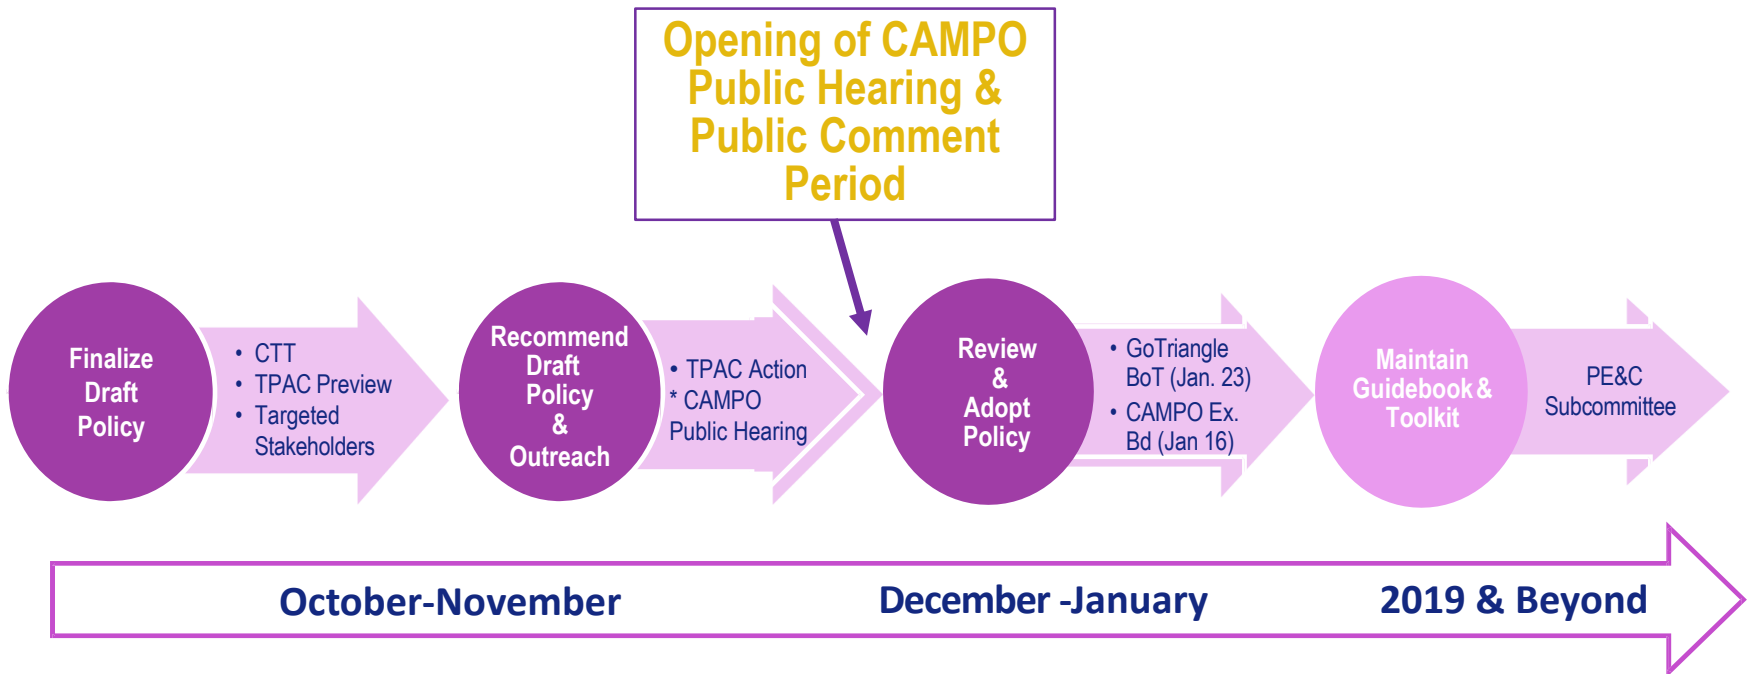 Opening of CAMPO
Public Hearing &
Public Comment
Period
Finalize
Draft
Policy
• CTT
• TPAC Preview
• Targeted
Stakeholders
Recommend
Draft
Policy
&
Outreach
• TPAC Action
* CAMPO
Public Hearing
Review
&
Adopt
Policy
• GoTriangle
BoT (Jan. 23)
• CAMPO Ex.
Bd (Jan 16)
Maintain
Guidebook &
Toolkit
PE&C
Subcommittee
October-November
December -January
2019 & Beyond